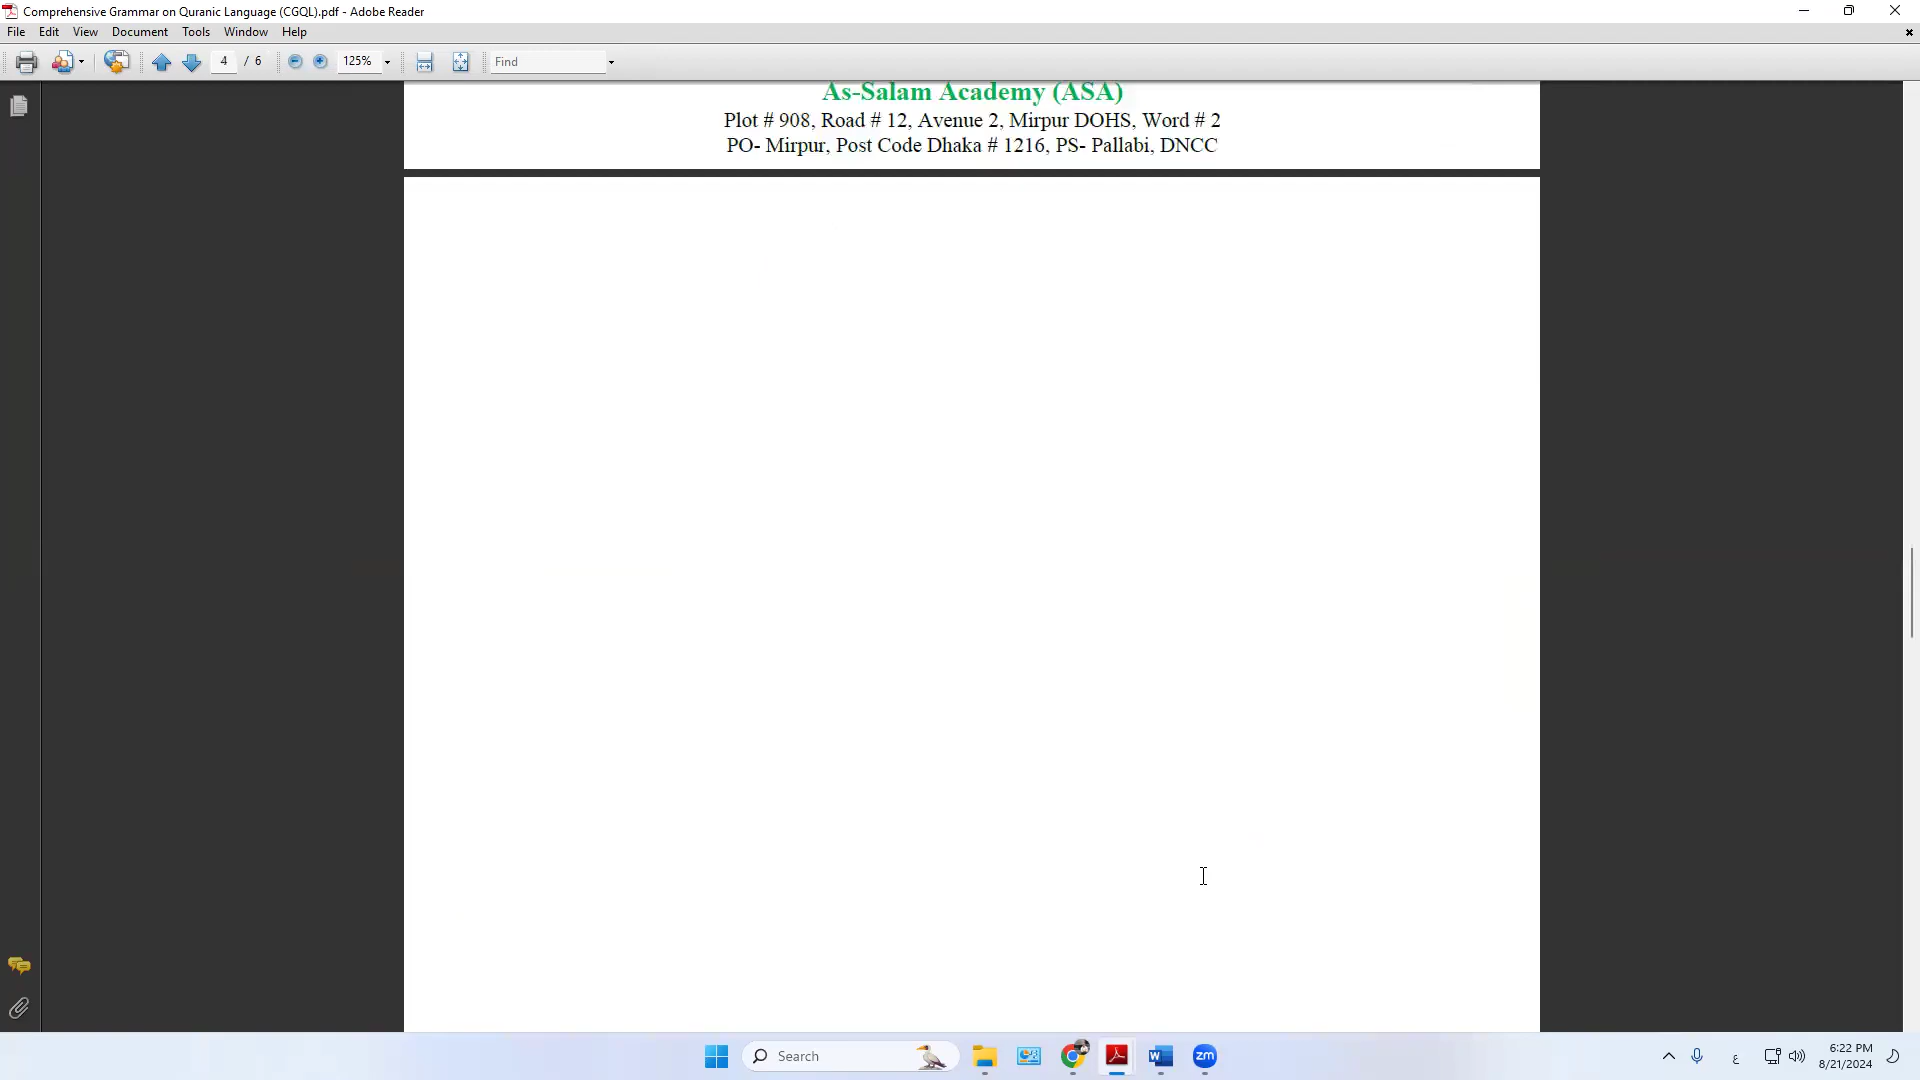 Comprehensive Grammar on Quranic Language (CGQL).pdf - Adobe Reader
File Edit View Document Tools Window Help
4 / 6 125% Find
As-Salam Academy (ASA)
Plot # 908, Road # 12, Avenue 2, Mirpur DOHS, Word # 2
PO- Mirpur, Post Code Dhaka # 1216, PS- Pallabi, DNCC
Search
zm
ع
6:22 PM
8/21/2024